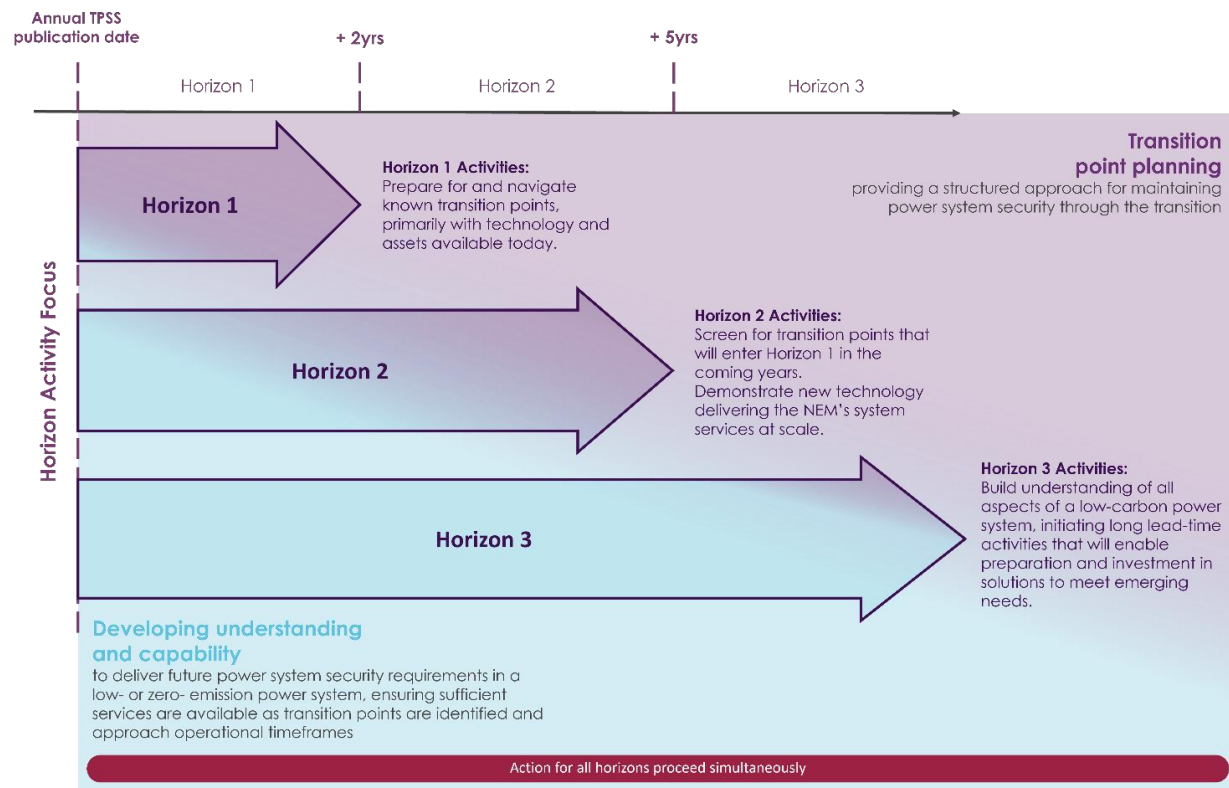 Annual TPSS
publication date
+ 2yrs
+ 5yrs
Horizon 1
Horizon 2
Horizon 3
Horizon Activity Focus
Transition
point planning
providing a structured approach for maintaining
power system security through the transition
Horizon 1
Horizon 1 Activities:
Prepare for and navigate
known transition points,
primarily with technology and
assets available today.
Horizon 2
Horizon 2 Activities:
Screen for transition points that
will enter Horizon 1 in the
coming years.
Demonstrate new technology
delivering the NEM's system
services at scale.
Horizon 3
Horizon 3 Activities:
Build understanding of all
aspects of a low-carbon power
system, initiating long lead-time
activities that will enable
preparation and investment in
solutions to meet emerging
needs.
Developing understanding
and capability
to deliver future power system security requirements in a
low- or zero- emission power system, ensuring sufficient
services are available as transition points are identified and
approach operational timeframes
Action for all horizons proceed simultaneously